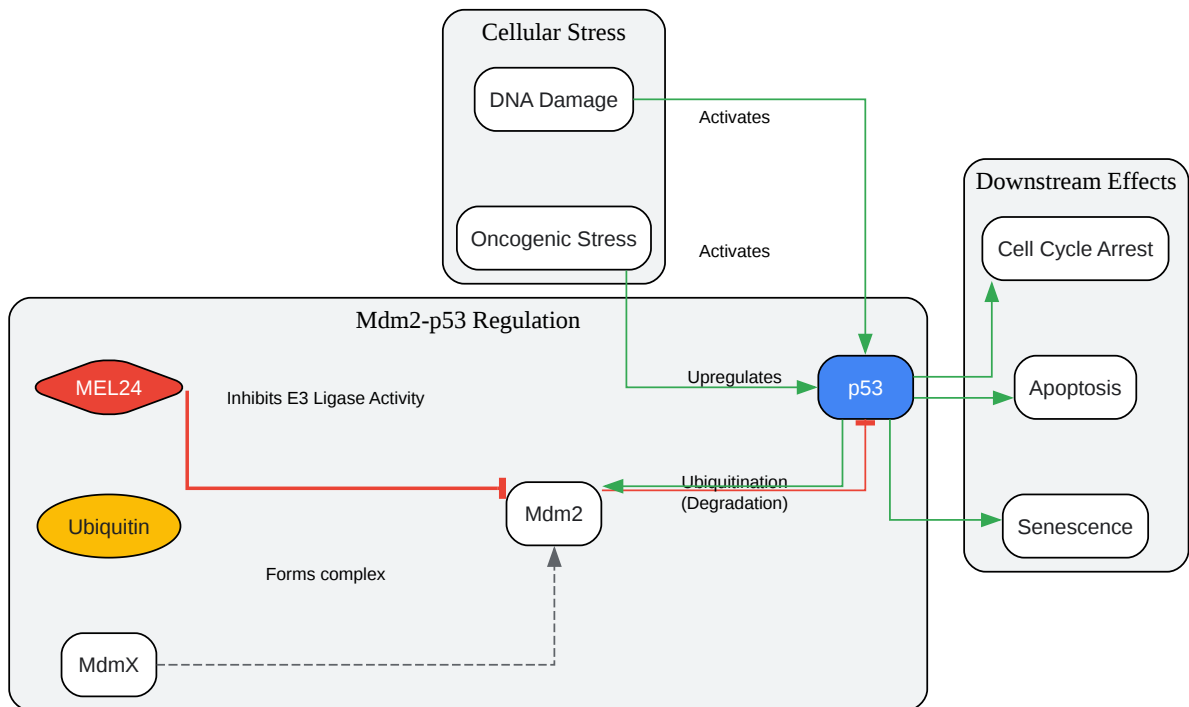 Cellular Stress
DNA Damage
Activates
Oncogenic Stress
Activates
Downstream Effects
Cell Cycle Arrest
Apoptosis
Senescence
Mdm2-p53 Regulation
MEL24
Inhibits E3 Ligase Activity
Upregulates
p53
Ubiquitin
Mdm2
Ubiquitination
(Degradation)
Forms complex
MdmX